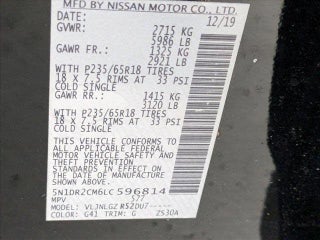 MFD BY NISSAN MOTOR CO., LTD.
DATE: 12/19
GVWR: 2715 KG
5986 LB
GAWR FR.: 1325 KG
2921 LB
WITH P235/65R18 TIRES
18 X 7.5 RIMS AT 33 PSI
COLD SINGLE
GAWR RR.: 1415 KG
3120 LB
WITH P235/65R18 TIRES
18 X 7.5 RIMS AT 33 PSI
COLD SINGLE
THIS VEHICLE CONFORMS TO
ALL APPLICABLE FEDERAL
MOTOR VEHICLE SAFETY AND
THEFT PREVENTION
STANDARDS IN EFFECT ON
THE DATE OF MANUFACTURE
SHOWN ABOVE.
5N1DR2CM6LC596814
MPV 577
MODEL: VLJNLGZ R52DU7-----
COLOR: G41 TRIM: G Z530A